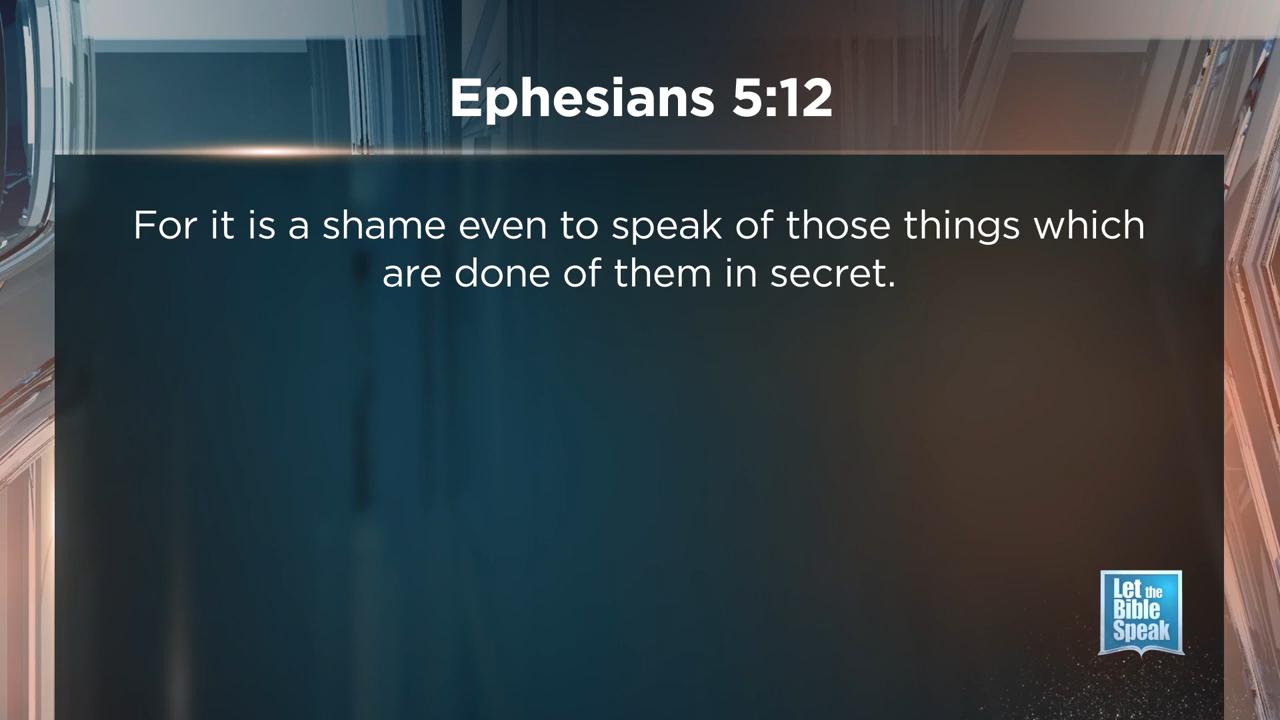 Ephesians 5:12
For it is a shame even to speak of those things which
are done of them in secret.
Let the
Bible
Speak